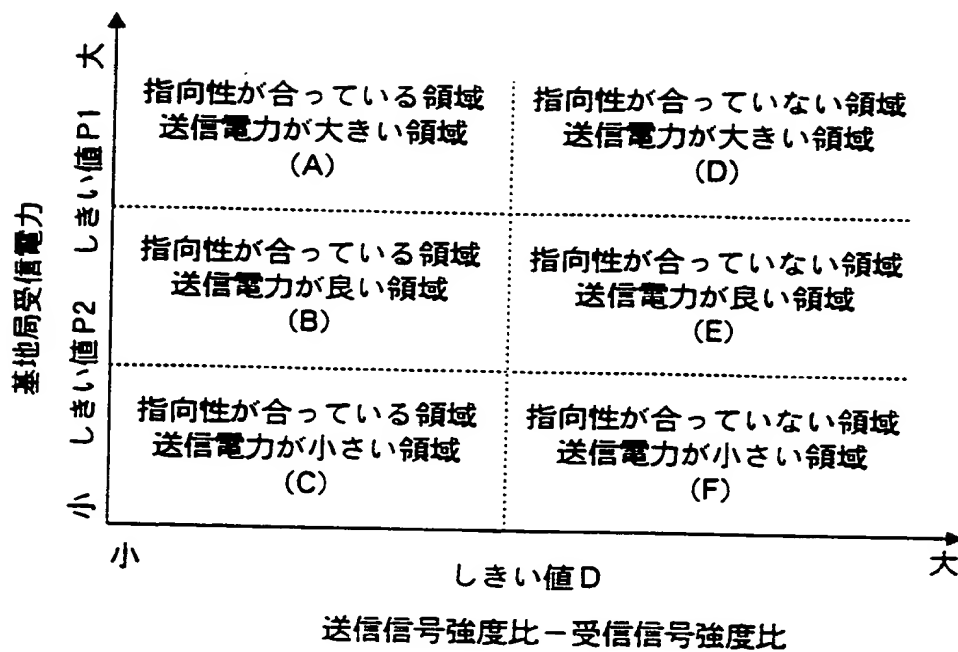 大
しきい値P1
基地局受信電力
しきい値P2
小
指向性が合っている領域
送信電力が大きい領域
(A)
指向性が合っていない領域
送信電力が大きい領域
(D)
指向性が合っている領域
送信電力が良い領域
(B)
指向性が合っていない領域
送信電力が良い領域
(E)
指向性が合っている領域
送信電力が小さい領域
(C)
指向性が合っていない領域
送信電力が小さい領域
(F)
小
しきい値D
大
送信信号強度比－受信信号強度比